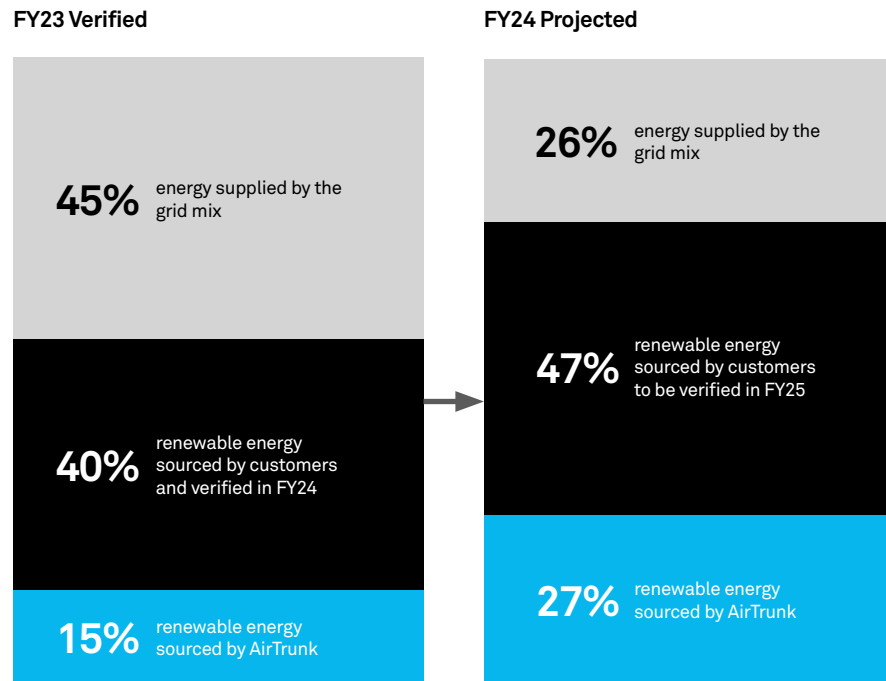 FY23 Verified
45%
energy supplied by the
grid mix
40%
renewable energy
sourced by customers
and verified in FY24
15%
renewable energy
sourced by AirTrunk
FY24 Projected
26%
energy supplied by the
grid mix
47%
renewable energy
sourced by customers
to be verified in FY25
27%
renewable energy
sourced by AirTrunk